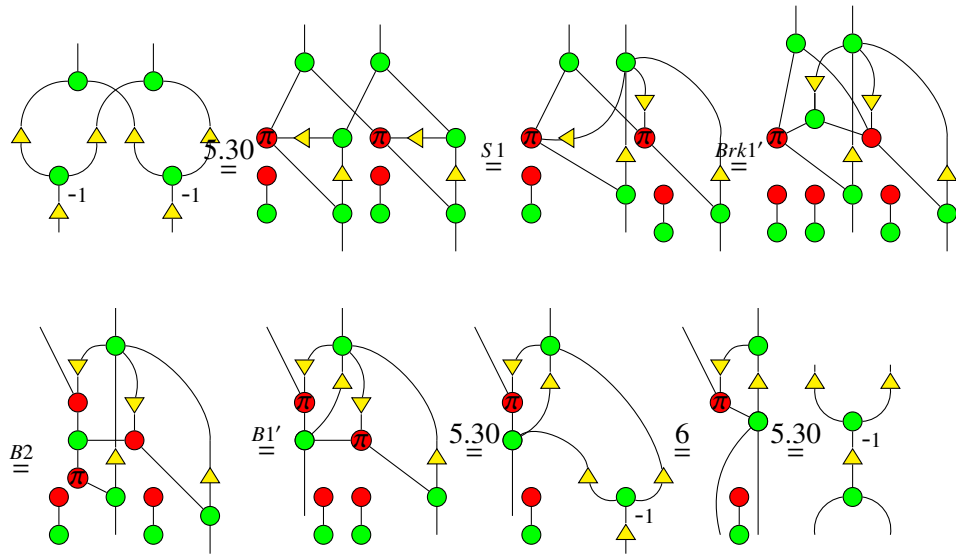 -1 -1 5.30 = π π S1 = π Brk1′ = π
B2 = π B1′ = π π 5.30 = π -1 6 = π 5.30 = -1